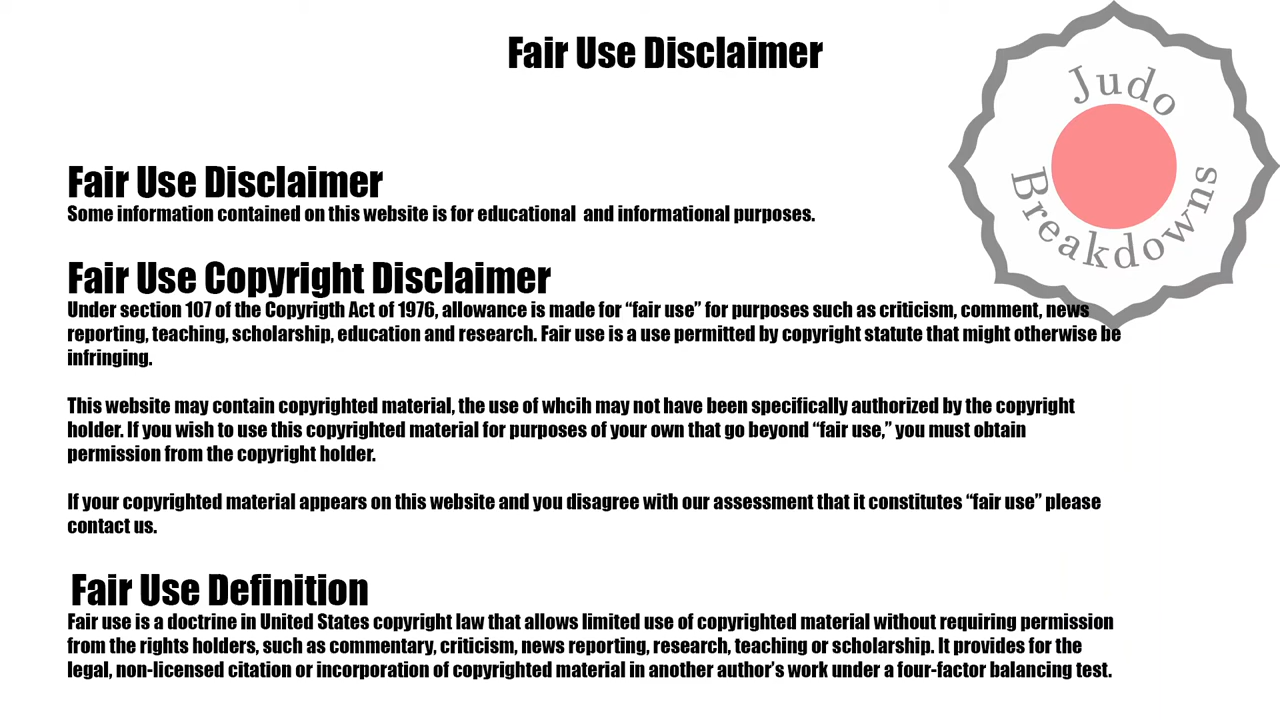 Fair Use Disclaimer
Judo
Breakdowns
Fair Use Disclaimer
Some information contained on this website is for educational  and informational purposes.
Fair Use Copyright Disclaimer
Under section 107 of the Copyrigth Act of 1976, allowance is made for “fair use” for purposes such as criticism, comment, news
reporting, teaching, scholarship, education and research. Fair use is a use permitted by copyright statute that might otherwise be
infringing.
This website may contain copyrighted material, the use of whcih may not have been specifically authorized by the copyright
holder. If you wish to use this copyrighted material for purposes of your own that go beyond “fair use,” you must obtain
permission from the copyright holder.
If your copyrighted material appears on this website and you disagree with our assessment that it constitutes “fair use” please
contact us.
Fair Use Definition
Fair use is a doctrine in United States copyright law that allows limited use of copyrighted material without requiring permission
from the rights holders, such as commentary, criticism, news reporting, research, teaching or scholarship. It provides for the
legal, non-licensed citation or incorporation of copyrighted material in another author’s work under a four-factor balancing test.